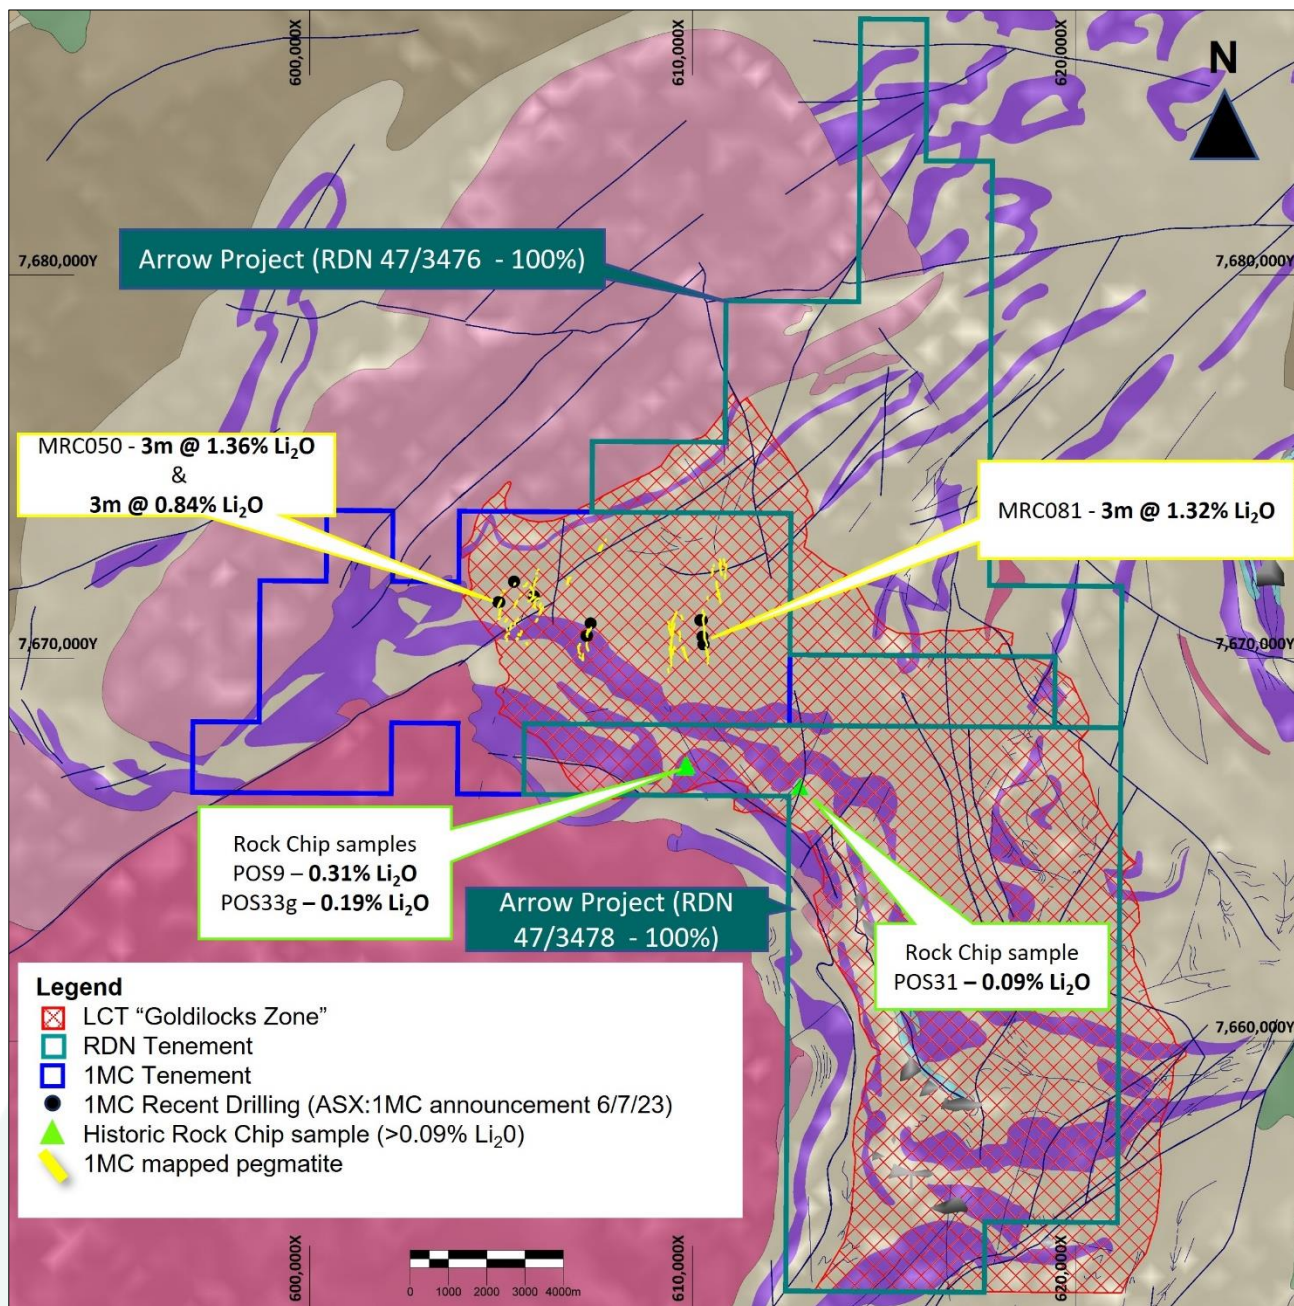 600,000X
610,000X
620,000X
N
7,680,000Y
Arrow Project (RDN 47/3476 - 100%)
7,680,000Y
MRC050 - 3m @ 1.36% Li₂O
&
3m @ 0.84% Li₂O
MRC081 - 3m @ 1.32% Li₂O
7,670,000Y
7,670,000Y
Rock Chip samples
POS9 – 0.31% Li₂O
POS33g – 0.19% Li₂O
Arrow Project (RDN
47/3478 - 100%)
Rock Chip sample
POS31 – 0.09% Li₂O
Legend
LCT “Goldilocks Zone”
RDN Tenement
1MC Tenement
1MC Recent Drilling (ASX:1MC announcement 6/7/23)
Historic Rock Chip sample (>0.09% Li₂0)
1MC mapped pegmatite
7,660,000Y
0 1000 2000 3000 4000m
600,000X
610,000X
620,000X